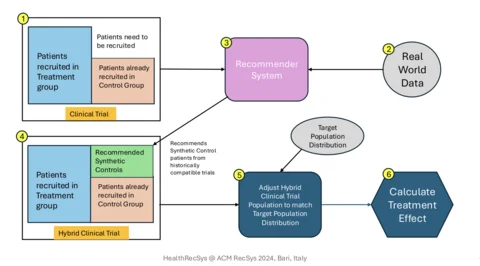 1
Patients need to
be recruited
Patients
recruited in
Treatment
group
Patients already
recruited in
Control Group
Clinical Trial
3
Recommender
System
2
Real
World
Data
4
Recommended
Synthetic
Controls
Patients
recruited in
Treatment
group
Patients already
recruited in
Control Group
Hybrid Clinical Trial
Recommends
Synthetic Control
patients from
historically
compatible trials
Target
Population
Distribution
5
Adjust Hybrid
Clinical Trial
Population to match
Target Population
Distribution
6
Calculate
Treatment
Effect
HealthRecSys @ ACM RecSys 2024, Bari, Italy